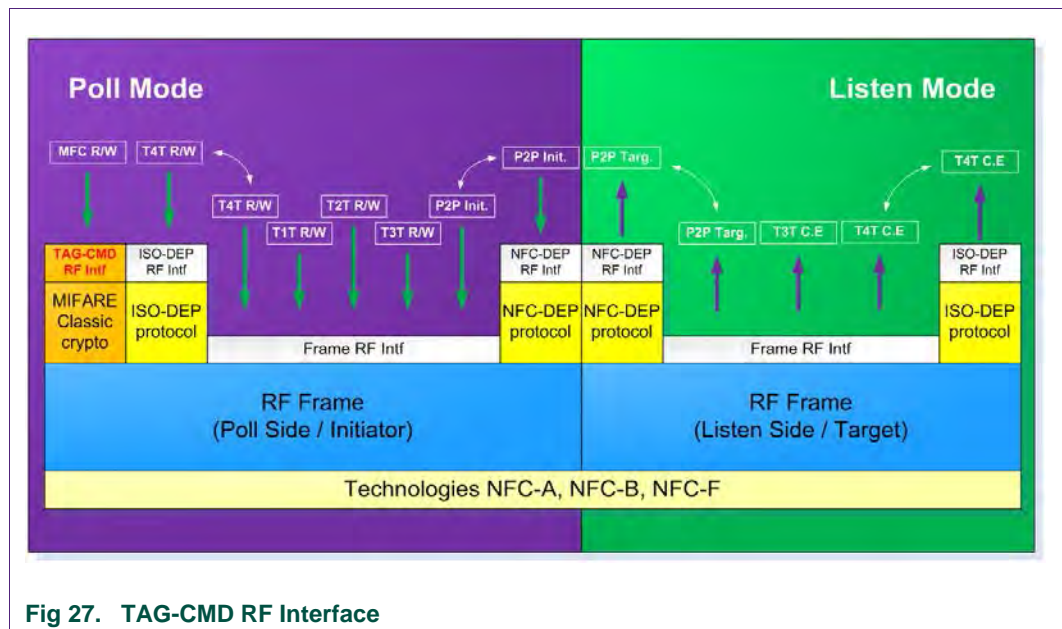 Poll Mode
Listen Mode
MFC R/W
T4T R/W
P2P Init.
P2P Targ.
T4T C.E
T4T R/W
T2T R/W
P2P Init.
T1T R/W
T3T R/W
P2P Targ.
T3T C.E
T4T C.E
TAG-CMD
RF Intf
ISO-DEP
RF Intf
NFC-DEP
RF Intf
NFC-DEP
RF Intf
ISO-DEP
RF Intf
MIFARE
Classic
crypto
ISO-DEP
protocol
Frame RF Intf
NFC-DEP
protocol
NFC-DEP
protocol
Frame RF Intf
ISO-DEP
protocol
RF Frame
(Poll Side / Initiator)
RF Frame
(Listen Side / Target)
Technologies NFC-A, NFC-B, NFC-F
Fig 27. TAG-CMD RF Interface